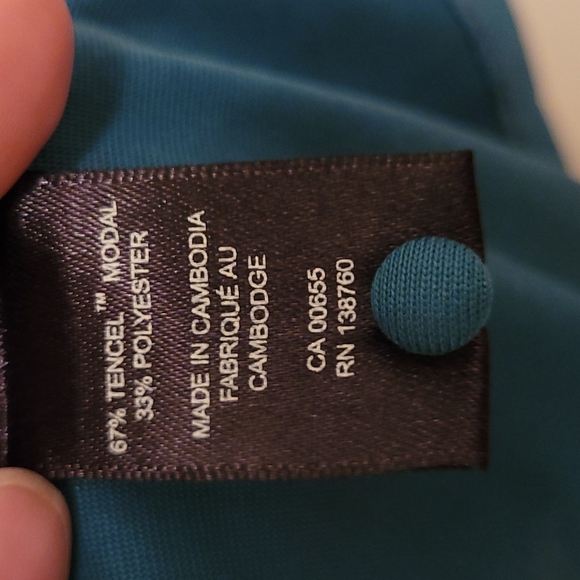 67% TENCEL™ MODAL
33% POLYESTER
MADE IN CAMBODIA
FABRIQUÉ AU
CAMBODGE
CA 00655
RN 138760